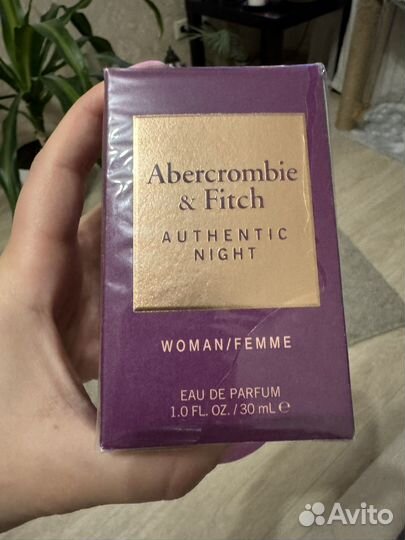 Abercrombie
& Fitch
AUTHENTIC
NIGHT
WOMAN/FEMME
EAU DE PARFUM
1.0 FL. OZ. / 30 mL ℮
Avito